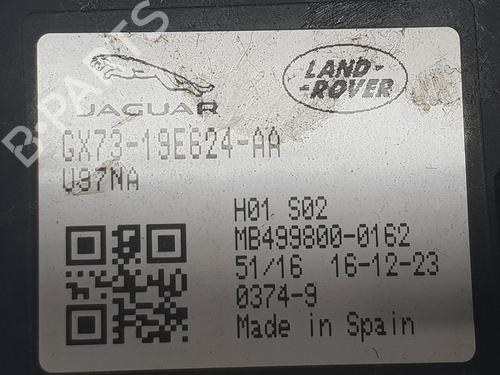 JAGUAR
LAND-
-ROVER
GX73-19E624-AA
U97NA
H01 S02
MB499800-0162
51/16 16-12-23
0374-9
Made in Spain
B-PARTS